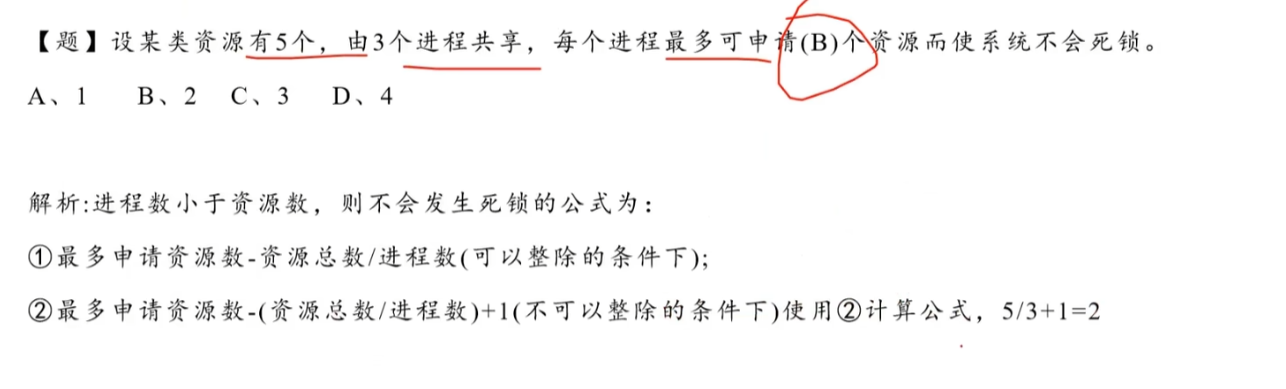 【题】设某类资源有5个，由3个进程共享，每个进程最多可申请(B)个资源而使系统不会死锁。
A、1 B、2 C、3 D、4
解析:进程数小于资源数，则不会发生死锁的公式为：
①最多申请资源数-资源总数/进程数(可以整除的条件下);
②最多申请资源数-(资源总数/进程数)+1(不可以整除的条件下)使用②计算公式，5/3+1=2